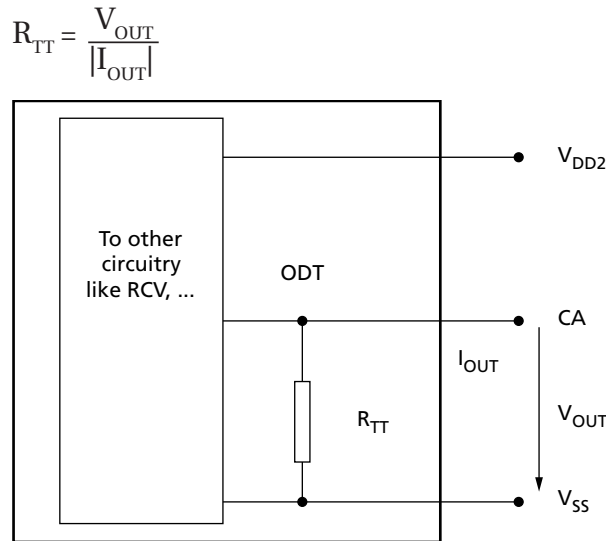 R_TT = V_OUT / |I_OUT|
V_DD2
To other
circuitry
like RCV, ...
ODT
CA
I_OUT
R_TT
V_OUT
V_SS